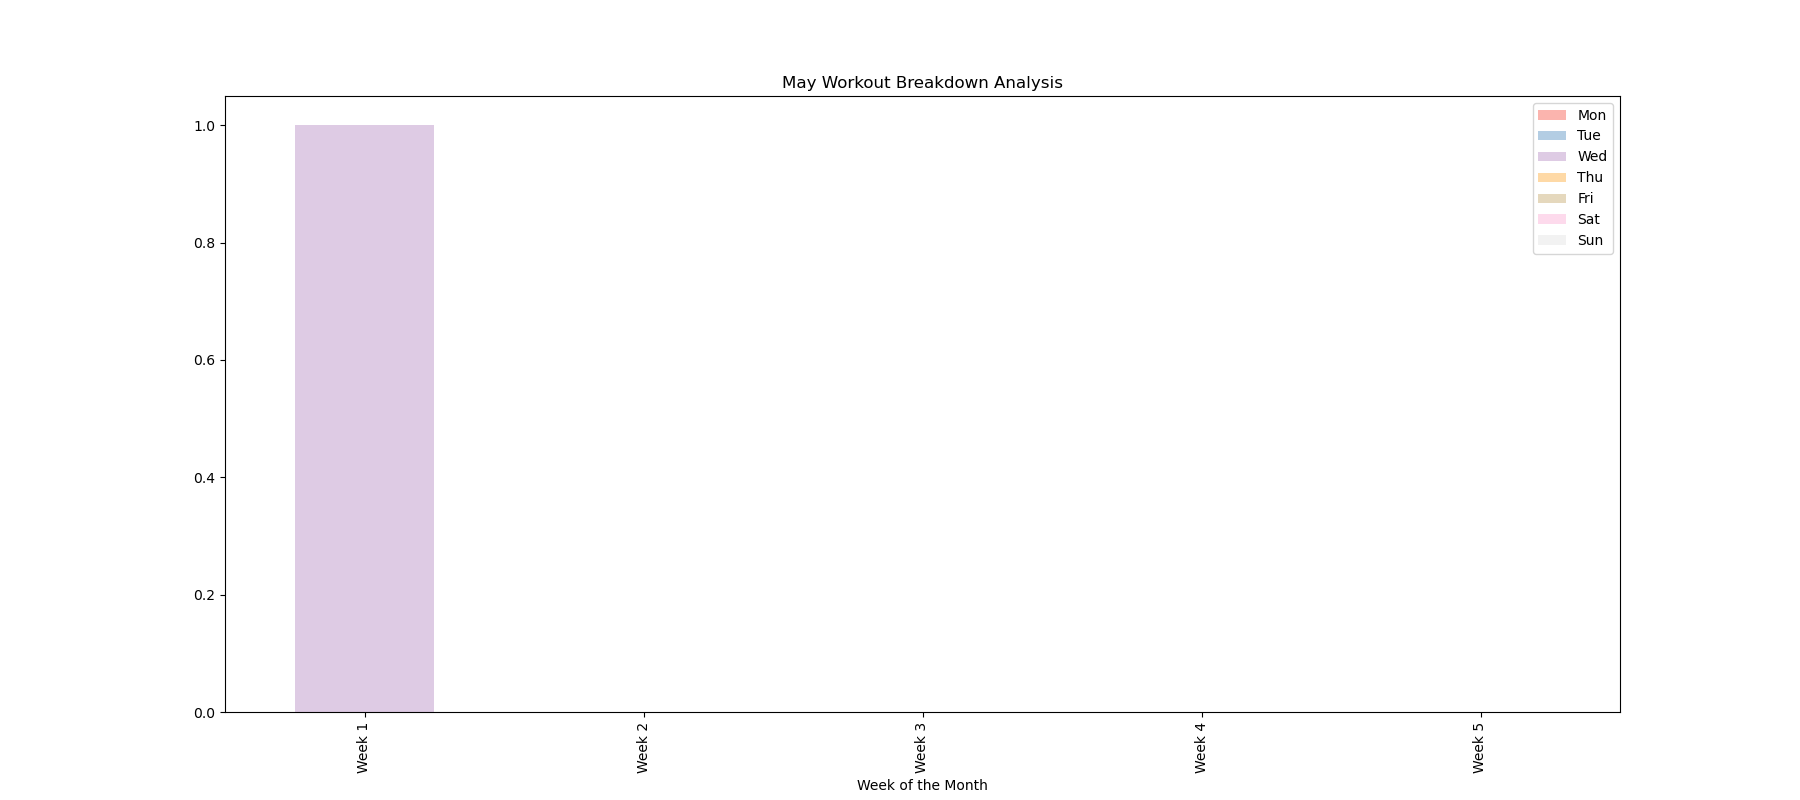 May Workout Breakdown Analysis
1.0
0.8
0.6
0.4
0.2
0.0
Mon
Tue
Wed
Thu
Fri
Sat
Sun
Week 1
Week 2
Week 3
Week 4
Week 5
Week of the Month